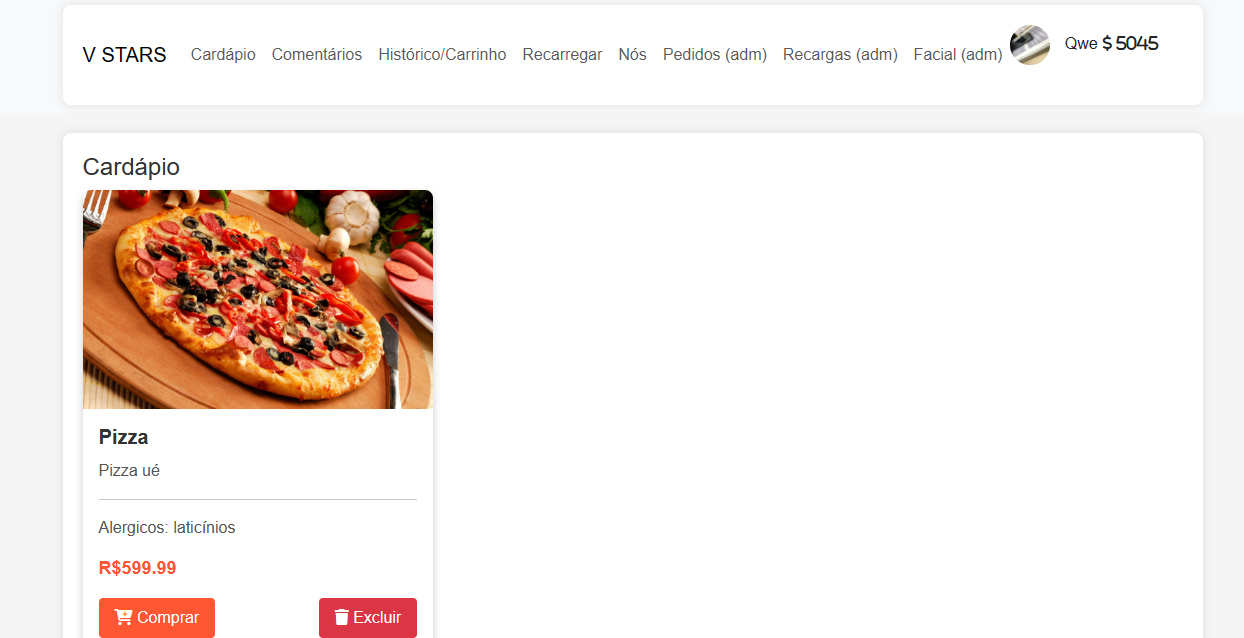 V STARS Cardápio Comentários Histórico/Carrinho Recarregar Nós Pedidos (adm) Recargas (adm) Facial (adm) Qwe $ 5045
Cardápio
Pizza
Pizza ué
Alergicos: laticínios
R$599.99
Comprar Excluir